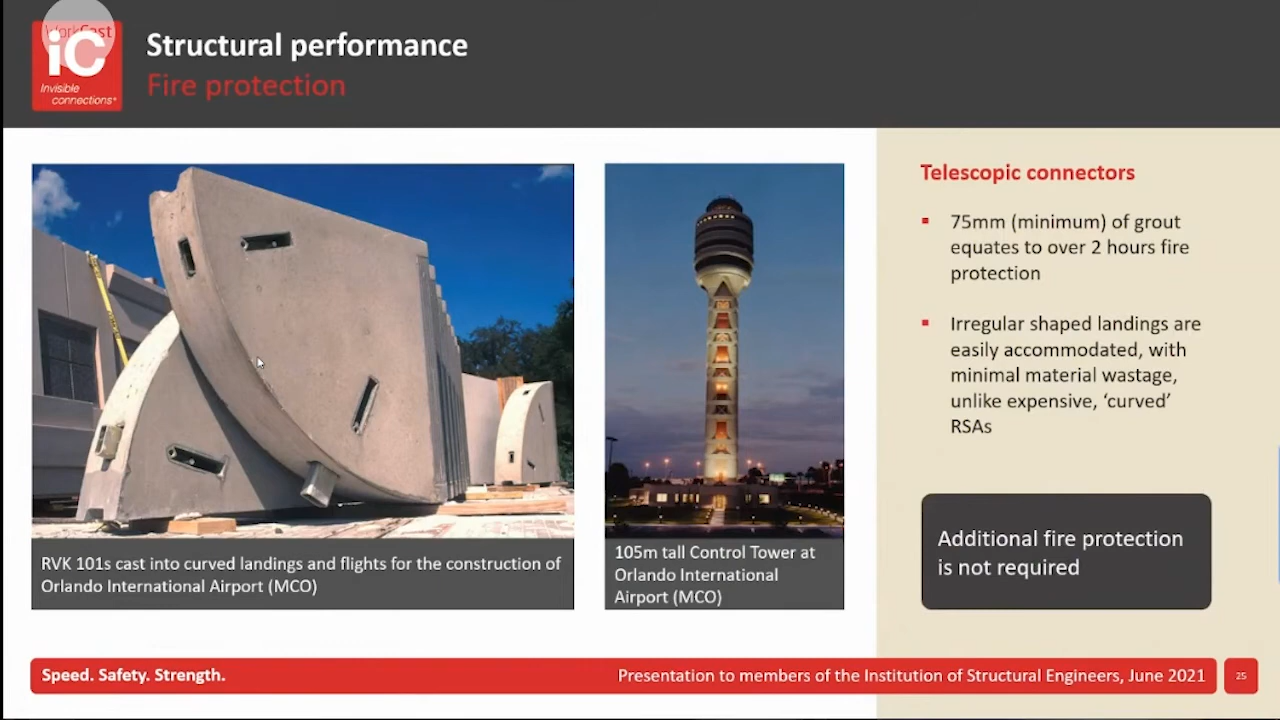 WorkCast
iC
Invisible
connections
Structural performance
Fire protection
RVK 101s cast into curved landings and flights for the construction of
Orlando International Airport (MCO)
105m tall Control Tower at
Orlando International
Airport (MCO)
Telescopic connectors
▪ 75mm (minimum) of grout
equates to over 2 hours fire
protection
▪ Irregular shaped landings are
easily accommodated, with
minimal material wastage,
unlike expensive, ‘curved’
RSAs
Additional fire protection
is not required
Speed. Safety. Strength.
Presentation to members of the Institution of Structural Engineers, June 2021
25